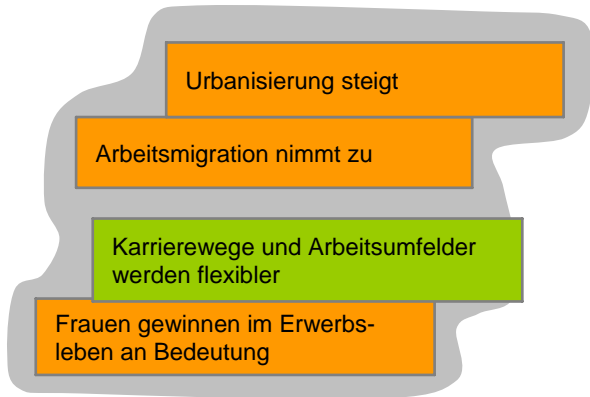 Urbanisierung steigt
Arbeitsmigration nimmt zu
Karrierewege und Arbeitsumfelder
werden flexibler
Frauen gewinnen im Erwerbs-
leben an Bedeutung